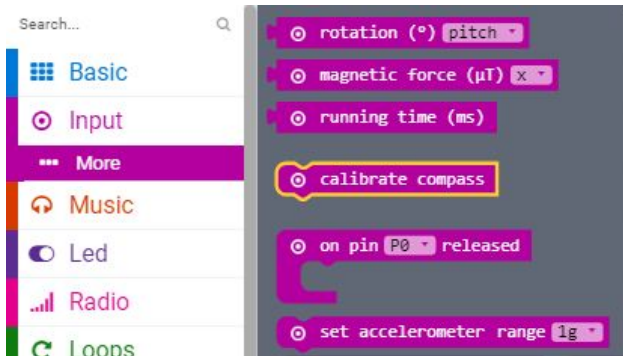 Search...
Basic
Input
More
Music
Led
Radio
Loops
rotation (°) pitch
magnetic force (µT) x
running time (ms)
calibrate compass
on pin P0 released
set accelerometer range 1g